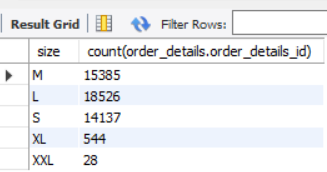 Result Grid Filter Rows:
size count(order_details.order_details_id)
M 15385
L 18526
S 14137
XL 544
XXL 28